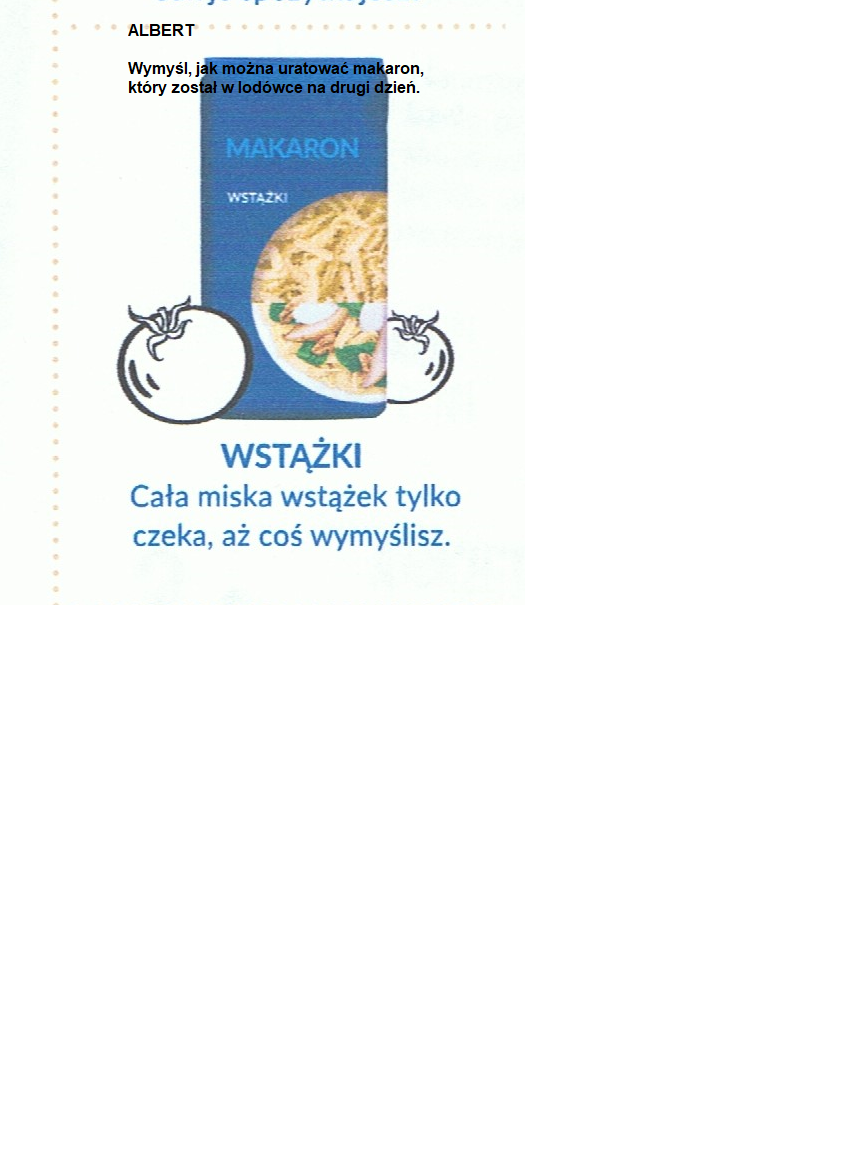 ALBERT
Wymyśl, jak można uratować makaron,
który został w lodówce na drugi dzień.
MAKARON
WSTĄŻKI
WSTĄŻKI
Cała miska wstążek tylko
czeka, aż coś wymyślisz.